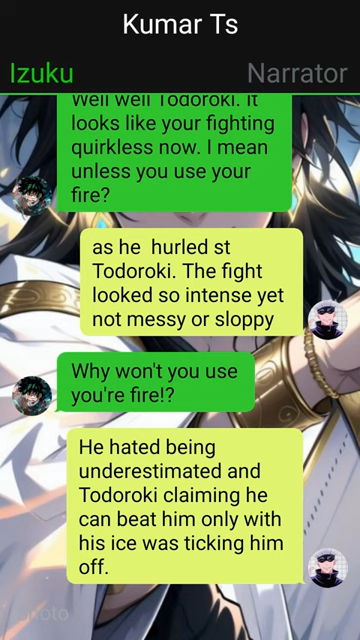 Kumar Ts
Izuku
Narrator
Well well Todoroki. It
looks like your fighting
quirkless now. I mean
unless you use your
fire?
as he  hurled st
Todoroki. The fight
looked so intense yet
not messy or sloppy
Why won't you use
you're fire!?
He hated being
underestimated and
Todoroki claiming he
can beat him only with
his ice was ticking him
off.